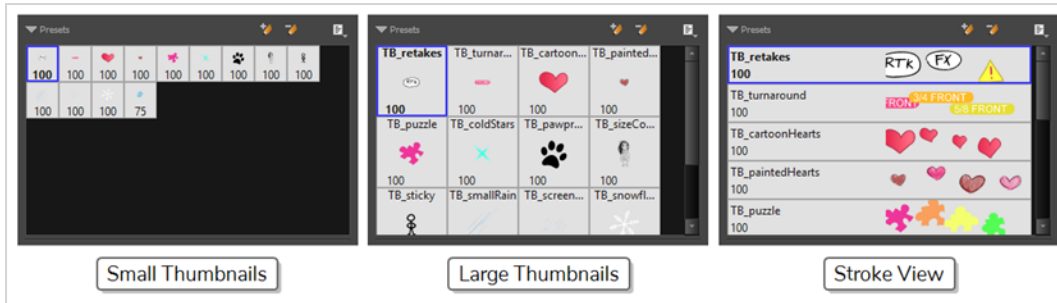 Presets
100 100 100 100 100 100 100 100 100
100 100 100 75
Small Thumbnails
Presets
TB_retakes TB_turnar... TB_cartoon... TB_painted...
RTK
100 100 100 100
TB_puzzle TB_coldStars TB_pawpr... TB_sizeCo...
100 100 100 100
TB_sticky TB_smallRain TB_screen... TB_snowfl...
Large Thumbnails
Presets
TB_retakes
100
RTK FX
TB_turnaround
100
FRONT 3/4 FRONT
5/8 FRONT
TB_cartoonHearts
100
TB_paintedHearts
100
TB_puzzle
100
Stroke View